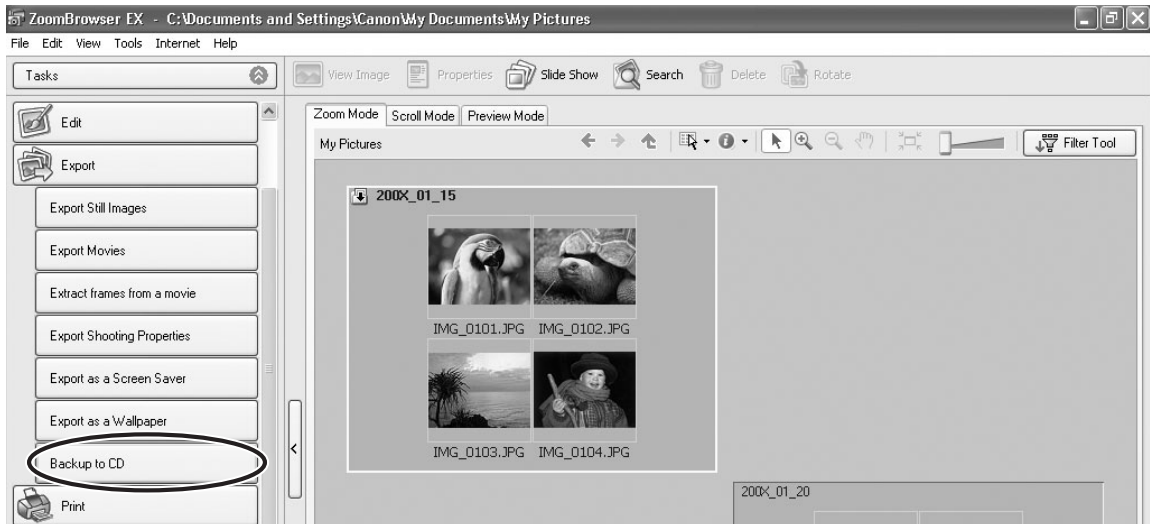 ZoomBrowser EX - C:\Documents and Settings\Canon\My Documents\My Pictures
File Edit View Tools Internet Help
Tasks
View Image Properties Slide Show Search Delete Rotate
Edit
Export
Export Still Images
Export Movies
Extract frames from a movie
Export Shooting Properties
Export as a Screen Saver
Export as a Wallpaper
Backup to CD
Print
Zoom Mode Scroll Mode Preview Mode
My Pictures
Filter Tool
200X_01_15
IMG_0101.JPG IMG_0102.JPG
IMG_0103.JPG IMG_0104.JPG
200X_01_20